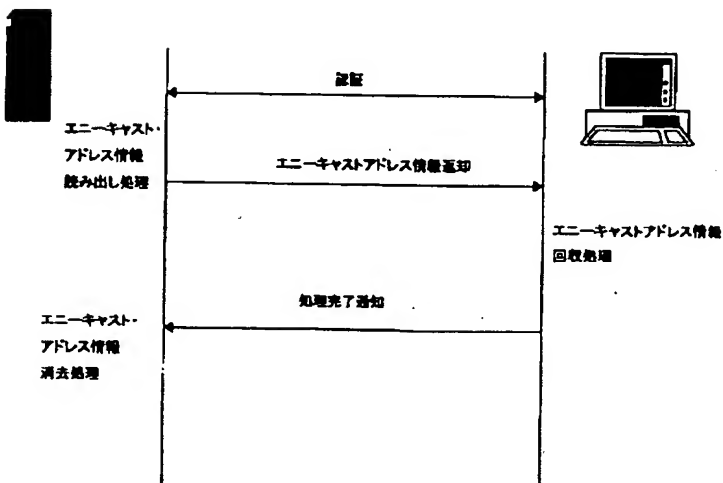 認証
エニーキャスト・
アドレス情報
読み出し処理
エニーキャストアドレス情報返却
エニーキャストアドレス情報
回収処理
処理完了通知
エニーキャスト・
アドレス情報
消去処理